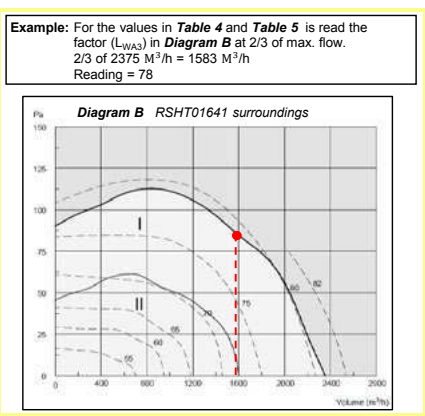 Example: For the values in Table 4 and Table 5 is read the
factor (LWA3) in Diagram B at 2/3 of max. flow.
2/3 of 2375 M³/h = 1583 M³/h
Reading = 78
Diagram B RSHT01641 surroundings
Pa
150
125
100
75
50
25
0
I
II
55
60
65
70
75
80
82
0 400 800 1200 1600 2000 2400 2800
Volume (m³/h)